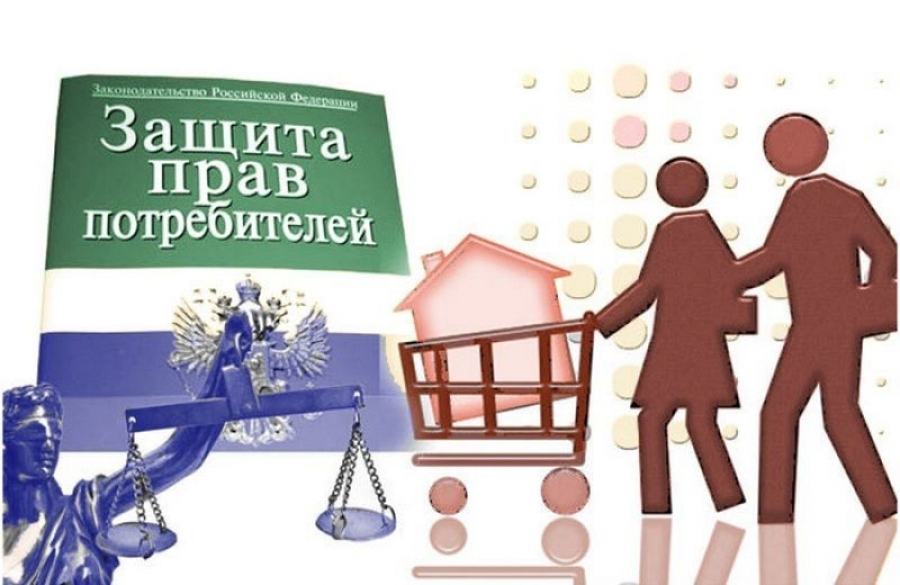 Законодательство Российской Федерации
Защита
прав
потребителей